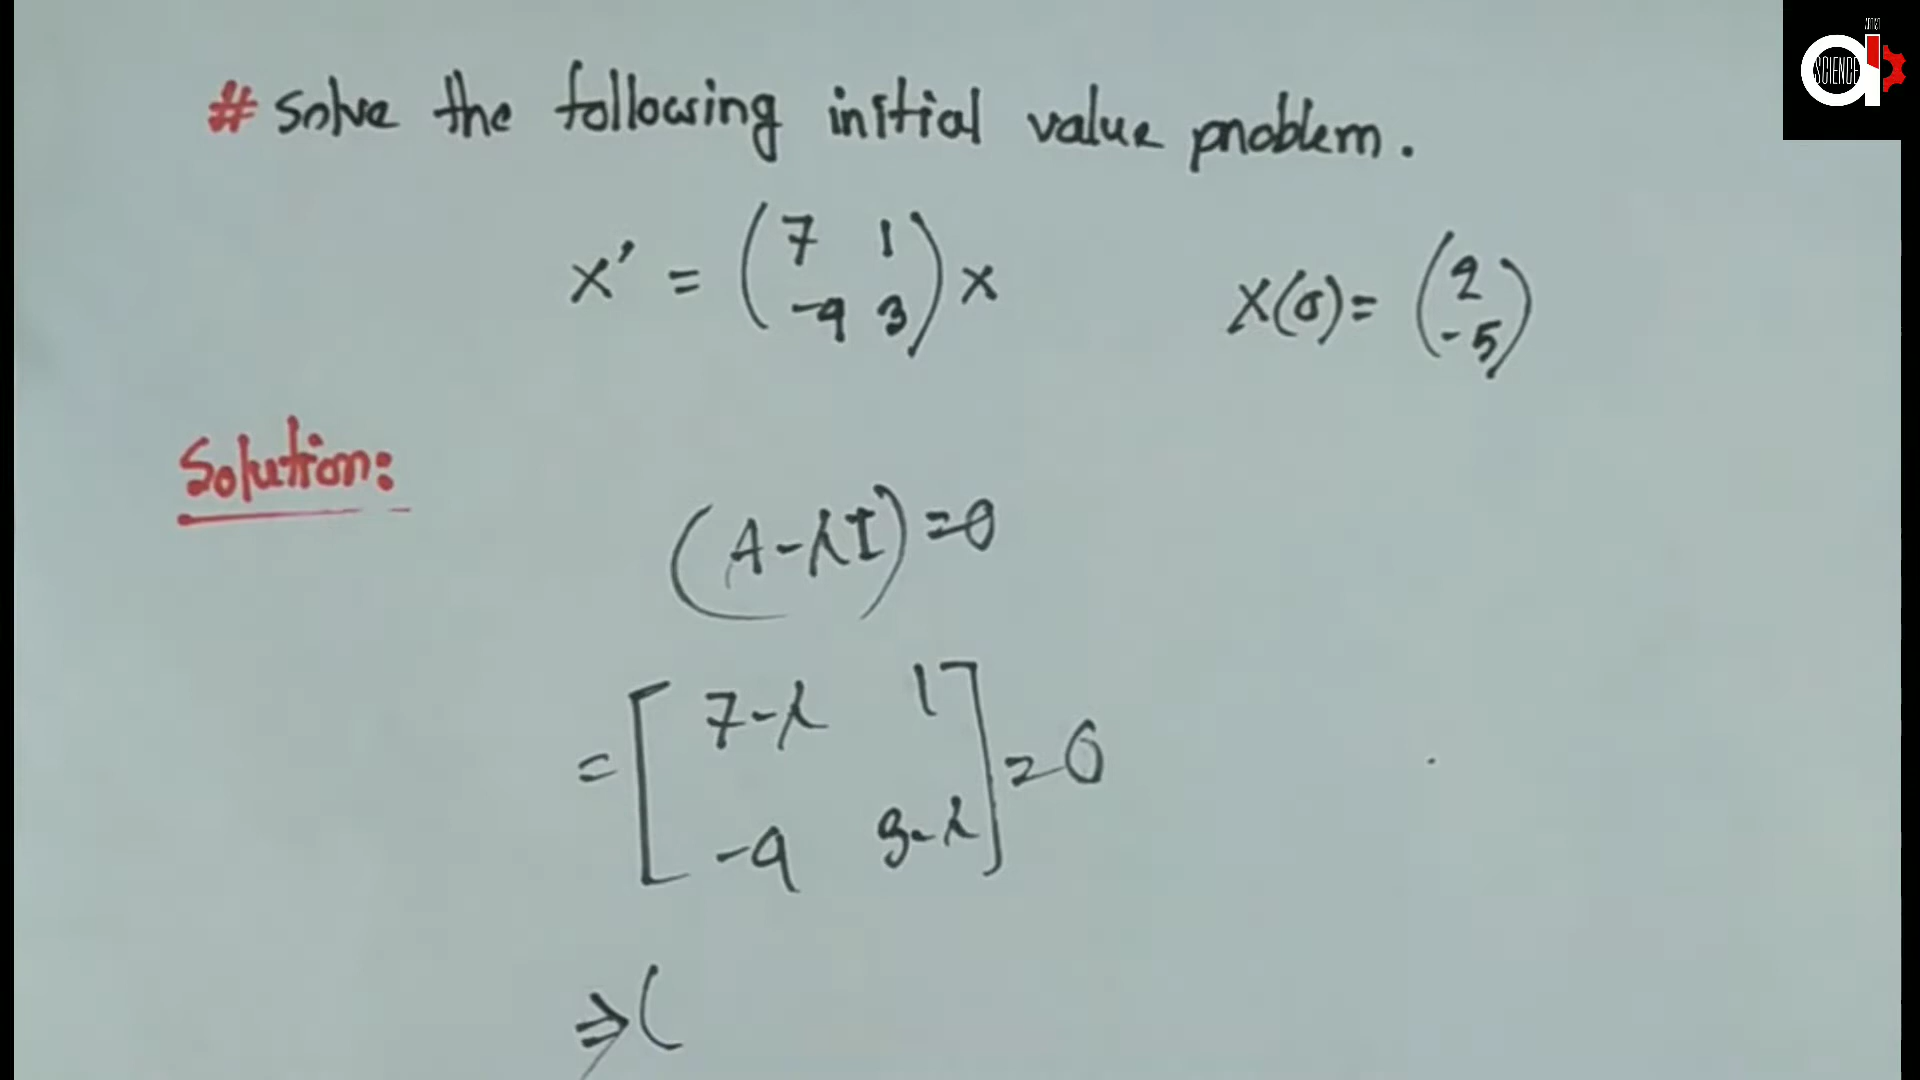 # Solve the following initial value problem.
X' = (7 1 -9 3) X X(0) = (2 -5)
Solution:
(A-λI) = 0
= [7-λ 1 -9 3-λ] = 0
⇒ (
SCIENCE